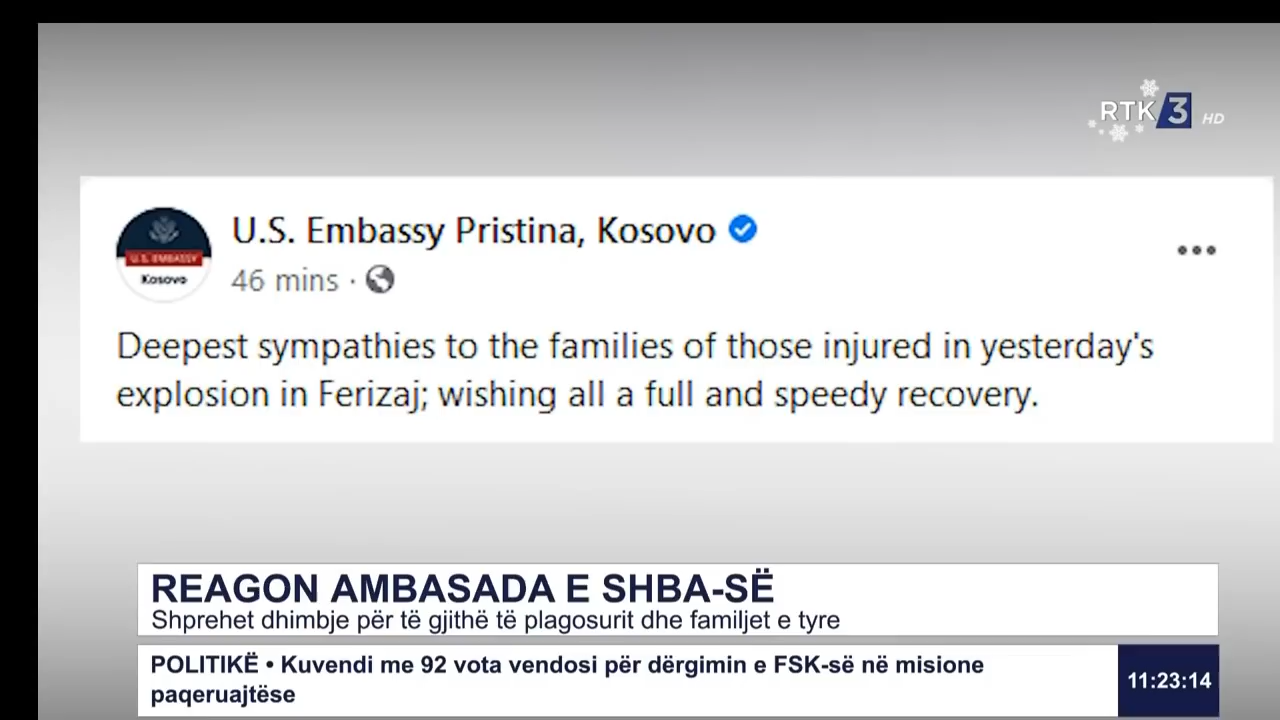 RTK 3 HD
U.S. Embassy Pristina, Kosovo
U.S. EMBASSY
Kosovo
46 mins ·
Deepest sympathies to the families of those injured in yesterday's
explosion in Ferizaj; wishing all a full and speedy recovery.
REAGON AMBASADA E SHBA-SË
Shprehet dhimbje për të gjithë të plagosurit dhe familjet e tyre
POLITIKË • Kuvendi me 92 vota vendosi për dërgimin e FSK-së në misione
paqeruajtëse
11:23:14